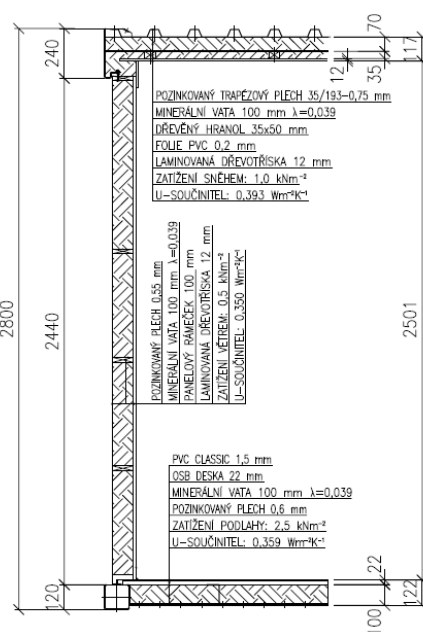 240
70
117
12
35
POZINKOVANÝ TRAPÉZOVÝ PLECH 35/193-0,75 mm
MINERÁLNÍ VATA 100 mm λ=0,039
DŘEVĚNÝ HRANOL 35x50 mm
FOLIE PVC 0,2 mm
LAMINOVANÁ DŘEVOTŘÍSKA 12 mm
ZATÍŽENÍ SNĚHEM: 1,0 kNm⁻²
U-SOUČINITEL: 0,393 Wm⁻²K⁻¹
2800
2440
2501
POZINKOVANÝ PLECH 0,55 mm
MINERÁLNÍ VATA 100 mm λ=0,039
PANELOVÝ RÁMEČEK 100 mm
LAMINOVANÁ DŘEVOTŘÍSKA 12 mm
ZATÍŽENÍ VĚTREM: 0,5 kNm⁻²
U-SOUČINITEL: 0,350 Wm⁻²K⁻¹
PVC CLASSIC 1,5 mm
OSB DESKA 22 mm
MINERÁLNÍ VATA 100 mm λ=0,039
POZINKOVANÝ PLECH 0,6 mm
ZATÍŽENÍ PODLAHY: 2,5 kNm⁻²
U-SOUČINITEL: 0,359 Wm⁻²K⁻¹
120
22
122
100